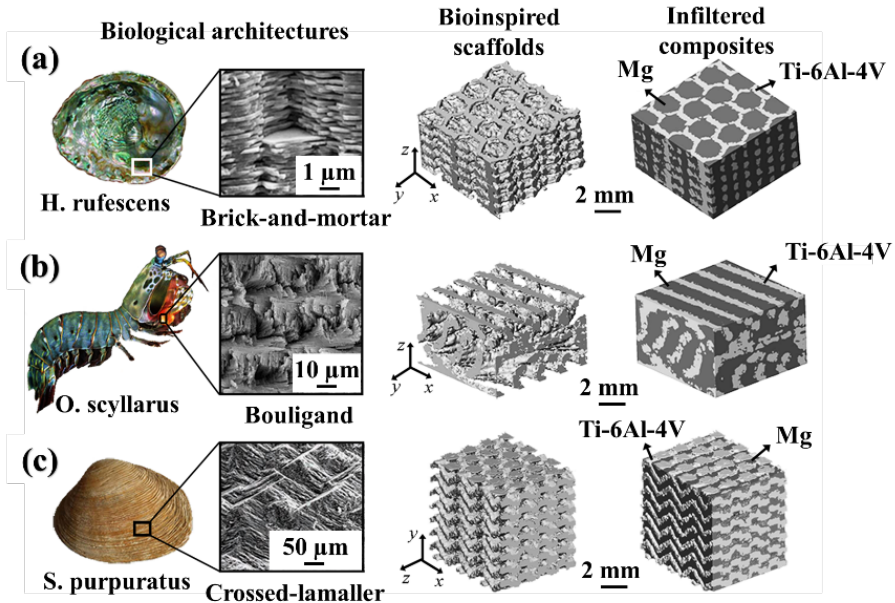 Biological architectures
Bioinspired
scaffolds
Infiltered
composites
(a)
1 µm
H. rufescens
Brick-and-mortar
z
y
x
2 mm
Mg
Ti-6Al-4V
(b)
10 µm
O. scyllarus
Bouligand
z
y
x
2 mm
Mg
Ti-6Al-4V
(c)
50 µm
S. purpuratus
Crossed-lamaller
y
z
x
2 mm
Ti-6Al-4V
Mg